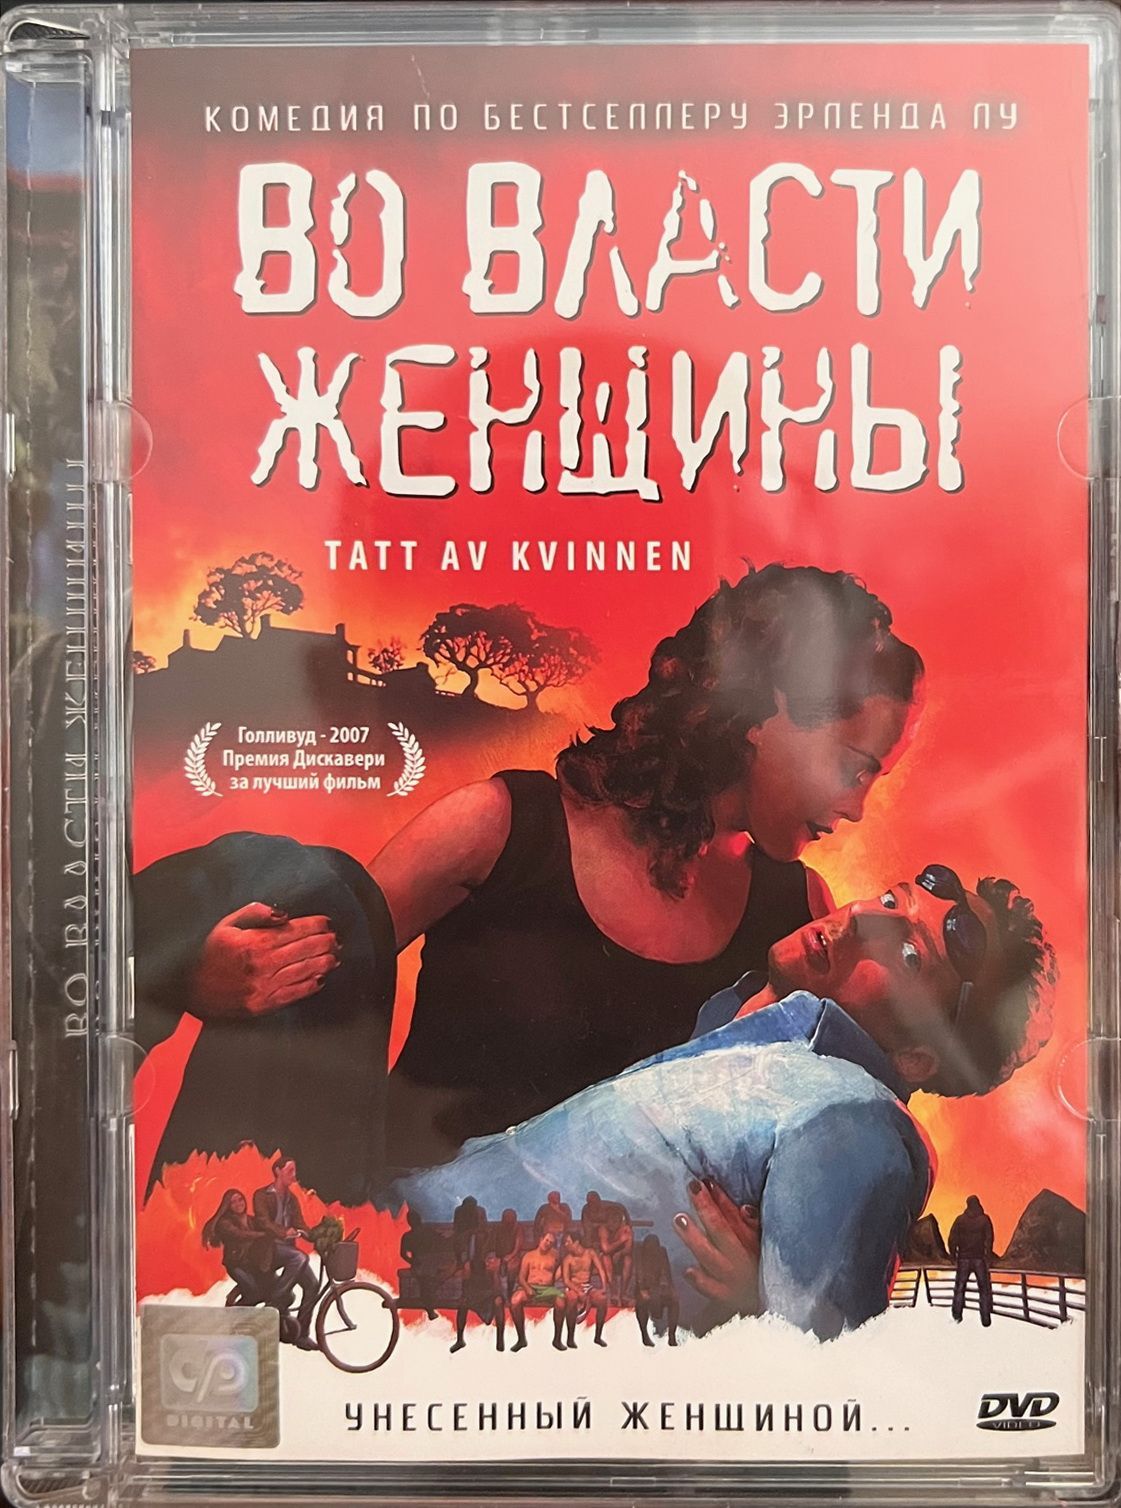 КОМЕДИЯ ПО БЕСТСЕЛЛЕРУ ЭРЛЕНДА ЛУ
ВО ВЛАСТИ
ЖЕНЩИНЫ
TATT AV KVINNEN
Голливуд - 2007
Премия Дискавери
за лучший фильм
ВО ВЛАСТИ ЖЕНЩИНЫ
CP
DIGITAL
УНЕСЕННЫЙ ЖЕНЩИНОЙ...
DVD
VIDEO